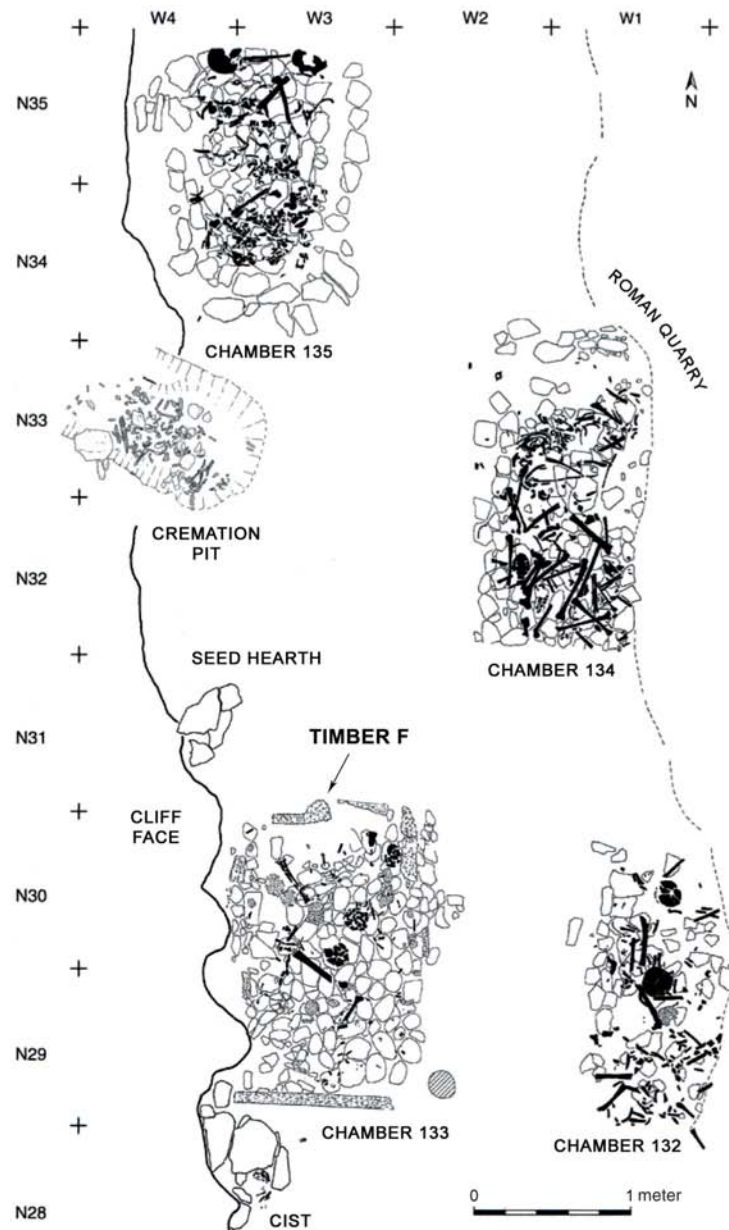 W4 W3 W2 W1
N35
N
N34
ROMAN QUARRY
CHAMBER 135
N33
CREMATION
PIT
N32
SEED HEARTH
CHAMBER 134
N31
TIMBER F
CLIFF
FACE
N30
N29
CHAMBER 133
CHAMBER 132
N28
CIST
0 1 meter